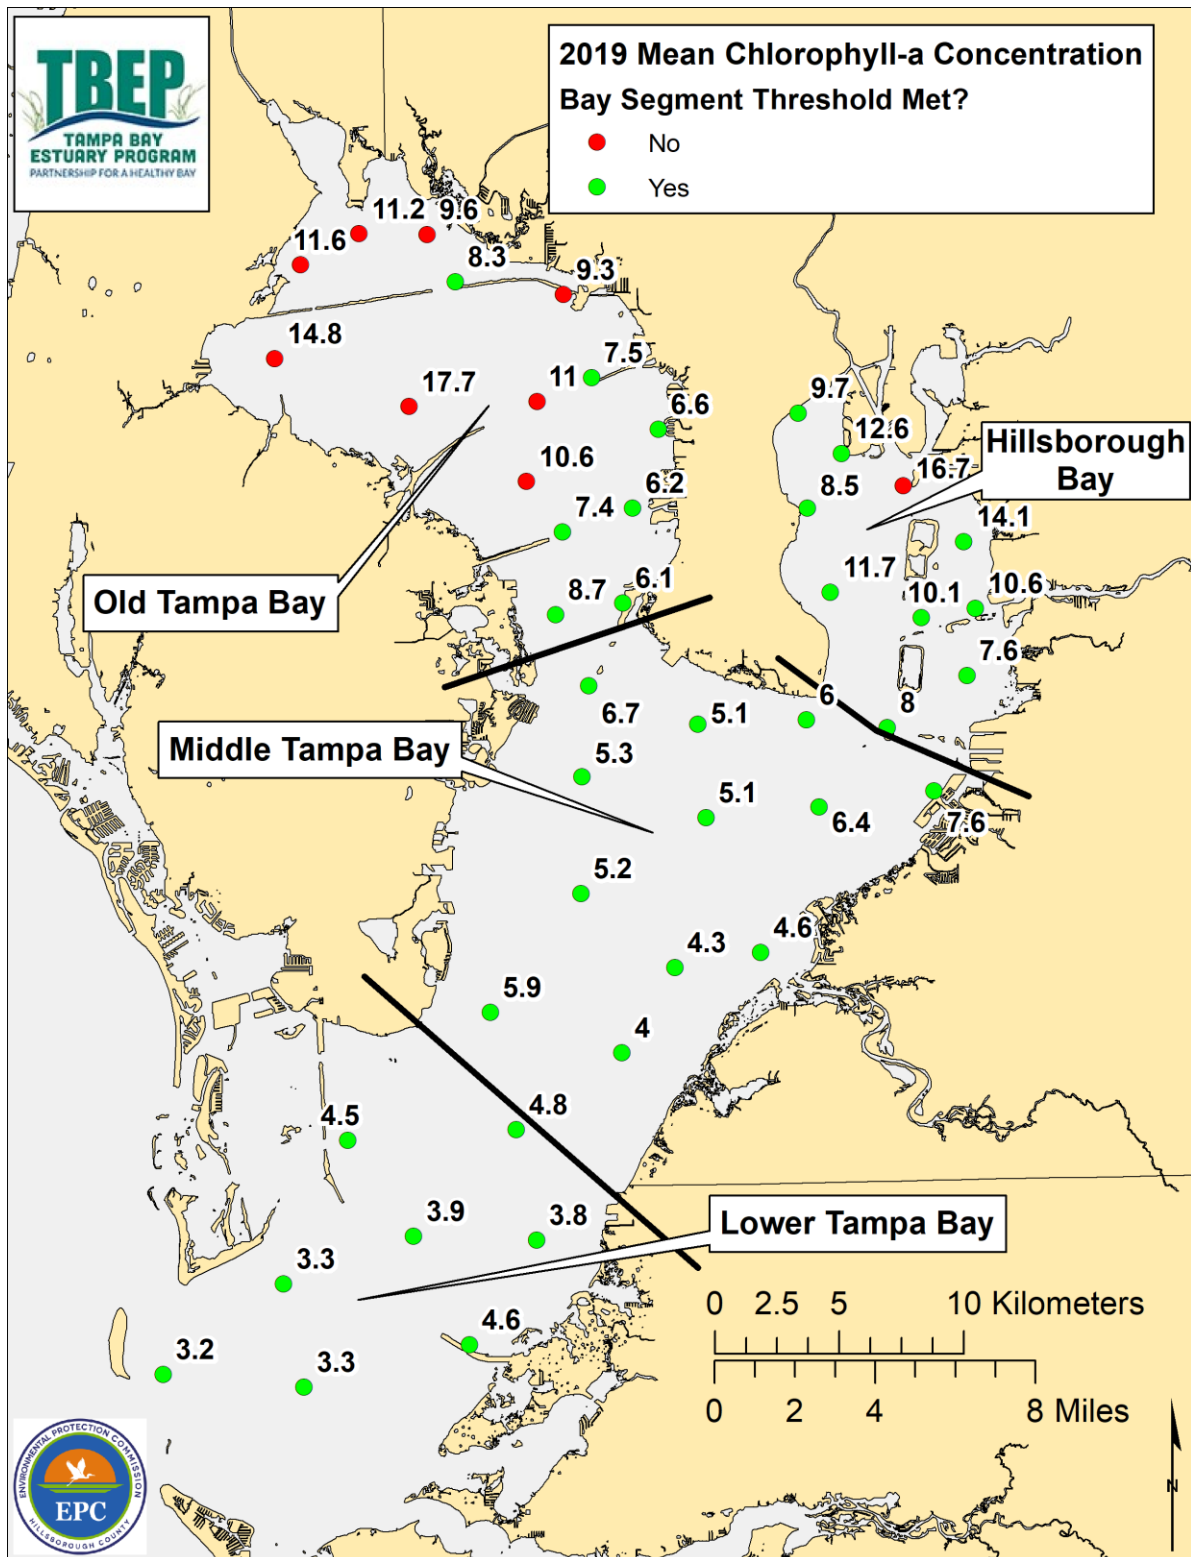 TBEP
TAMPA BAY
ESTUARY PROGRAM
PARTNERSHIP FOR A HEALTHY BAY
2019 Mean Chlorophyll-a Concentration
Bay Segment Threshold Met?
No
Yes
11.2
9.6
11.6
8.3
9.3
14.8
7.5
17.7
11
9.7
6.6
12.6
Hillsborough
Bay
10.6
16.7
6.2
8.5
7.4
14.1
Old Tampa Bay
8.7
6.1
11.7
10.1
10.6
7.6
6.7
5.1
6
8
Middle Tampa Bay
5.3
5.1
6.4
7.6
5.2
4.3
4.6
5.9
4
4.5
4.8
3.9
3.8
Lower Tampa Bay
3.3
4.6
3.2
3.3
0 2.5 5 10 Kilometers
0 2 4 8 Miles
N
ENVIRONMENTAL PROTECTION COMMISSION
EPC
HILLSBOROUGH COUNTY